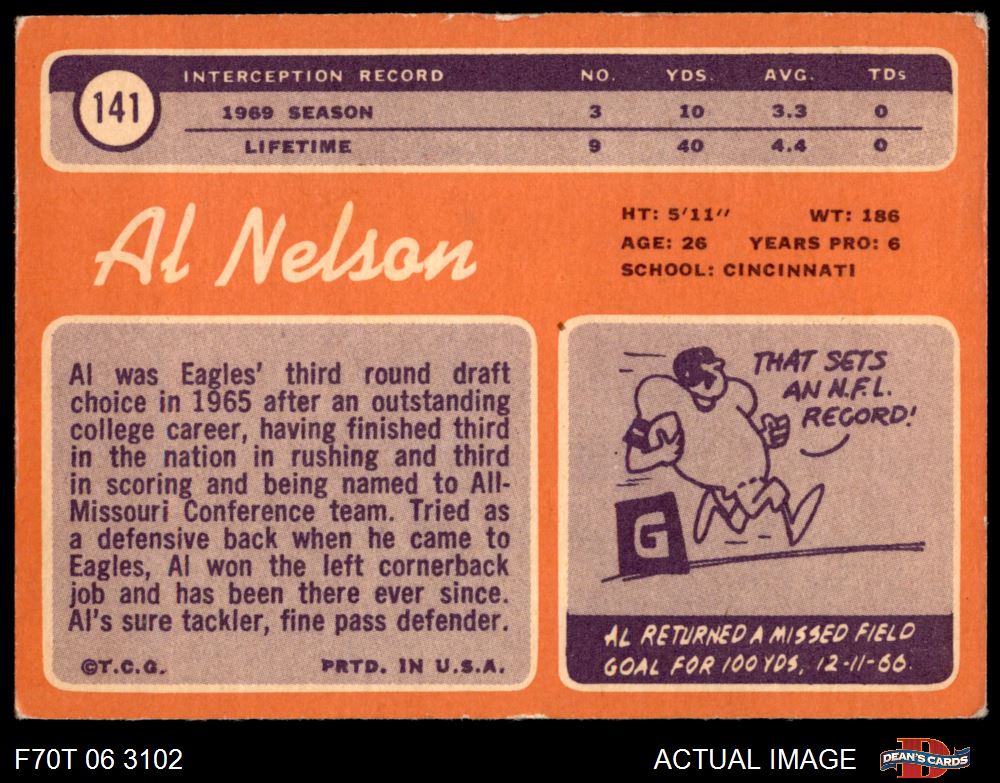 141
INTERCEPTION RECORD NO. YDS. AVG. TDs
1969 SEASON 3 10 3.3 0
LIFETIME 9 40 4.4 0
Al Nelson
HT: 5'11" WT: 186
AGE: 26 YEARS PRO: 6
SCHOOL: CINCINNATI
Al was Eagles' third round draft
choice in 1965 after an outstanding
college career, having finished third
in the nation in rushing and third
in scoring and being named to All-
Missouri Conference team. Tried as
a defensive back when he came to
Eagles, Al won the left cornerback
job and has been there ever since.
Al's sure tackler, fine pass defender.
©T.C.G. PRTD. IN U.S.A.
THAT SETS
AN N.F.L.
RECORD!
G
AL RETURNED A MISSED FIELD
GOAL FOR 100 YDS, 12-11-66.
F70T 06 3102 ACTUAL IMAGE
D
DEAN'S CARDS